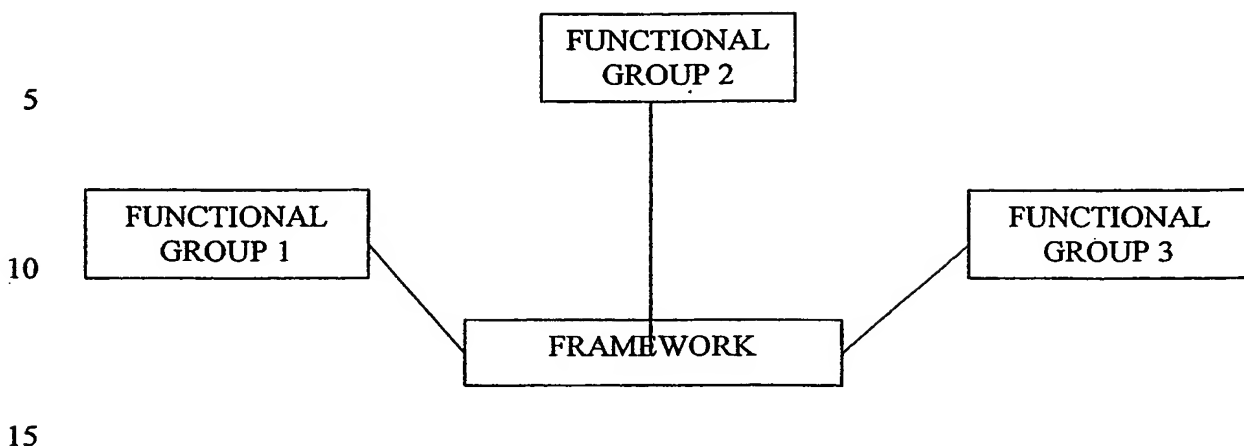 FUNCTIONAL
GROUP 2
5
FUNCTIONAL
GROUP 1
FUNCTIONAL
GROUP 3
10
FRAMEWORK
15